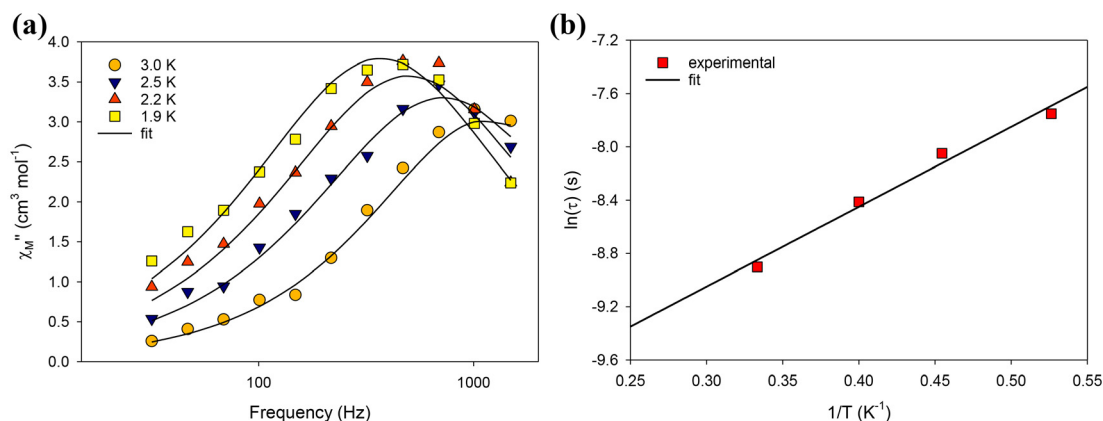 (a)
4.0
3.5
3.0
2.5
2.0
1.5
1.0
0.5
0.0
χM'' (cm³ mol⁻¹)
3.0 K
2.5 K
2.2 K
1.9 K
fit
100
1000
Frequency (Hz)
(b)
-7.2
-7.6
-8.0
-8.4
-8.8
-9.2
-9.6
ln(τ) (s)
experimental
fit
0.25
0.30
0.35
0.40
0.45
0.50
0.55
1/T (K⁻¹)